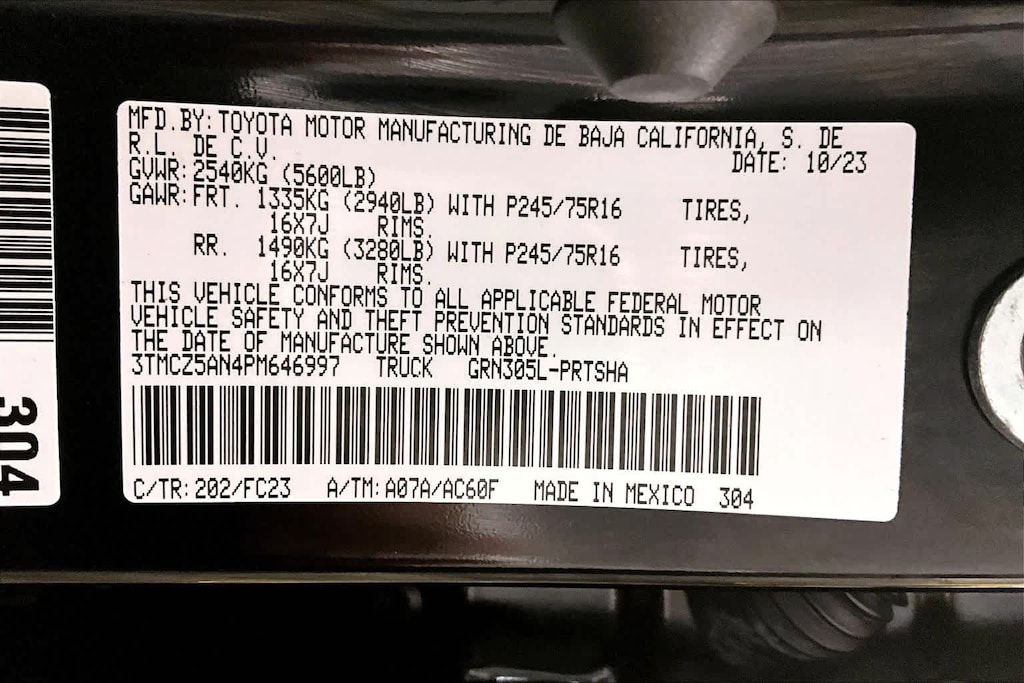 MFD.BY: TOYOTA MOTOR MANUFACTURING DE BAJA CALIFORNIA, S. DE
R.L. DE C.V. DATE: 10/23
GVWR: 2540KG (5600LB)
GAWR: FRT. 1335KG (2940LB) WITH P245/75R16 TIRES,
16X7J RIMS.
RR. 1490KG (3280LB) WITH P245/75R16 TIRES,
16X7J RIMS.
THIS VEHICLE CONFORMS TO ALL APPLICABLE FEDERAL MOTOR
VEHICLE SAFETY AND THEFT PREVENTION STANDARDS IN EFFECT ON
THE DATE OF MANUFACTURE SHOWN ABOVE.
3TMCZ5AN4PM646997 TRUCK GRN305L-PRTSHA
C/TR: 202/FC23 A/TM: A07A/AC60F MADE IN MEXICO 304
304